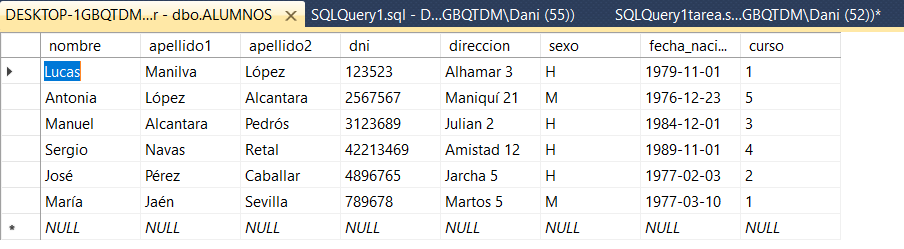 DESKTOP-1GBQTDM...r - dbo.ALUMNOS SQLQuery1.sql - D...GBQTDM\Dani (55)) SQLQuery1tarea.s...GBQTDM\Dani (52))*
nombre apellido1 apellido2 dni direccion sexo fecha_naci... curso
Lucas Manilva López 123523 Alhamar 3 H 1979-11-01 1
Antonia López Alcantara 2567567 Maniquí 21 M 1976-12-23 5
Manuel Alcantara Pedrós 3123689 Julian 2 H 1984-12-01 3
Sergio Navas Retal 42213469 Amistad 12 H 1989-11-01 4
José Pérez Caballar 4896765 Jarcha 5 H 1977-02-03 2
María Jaén Sevilla 789678 Martos 5 M 1977-03-10 1
* NULL NULL NULL NULL NULL NULL NULL NULL